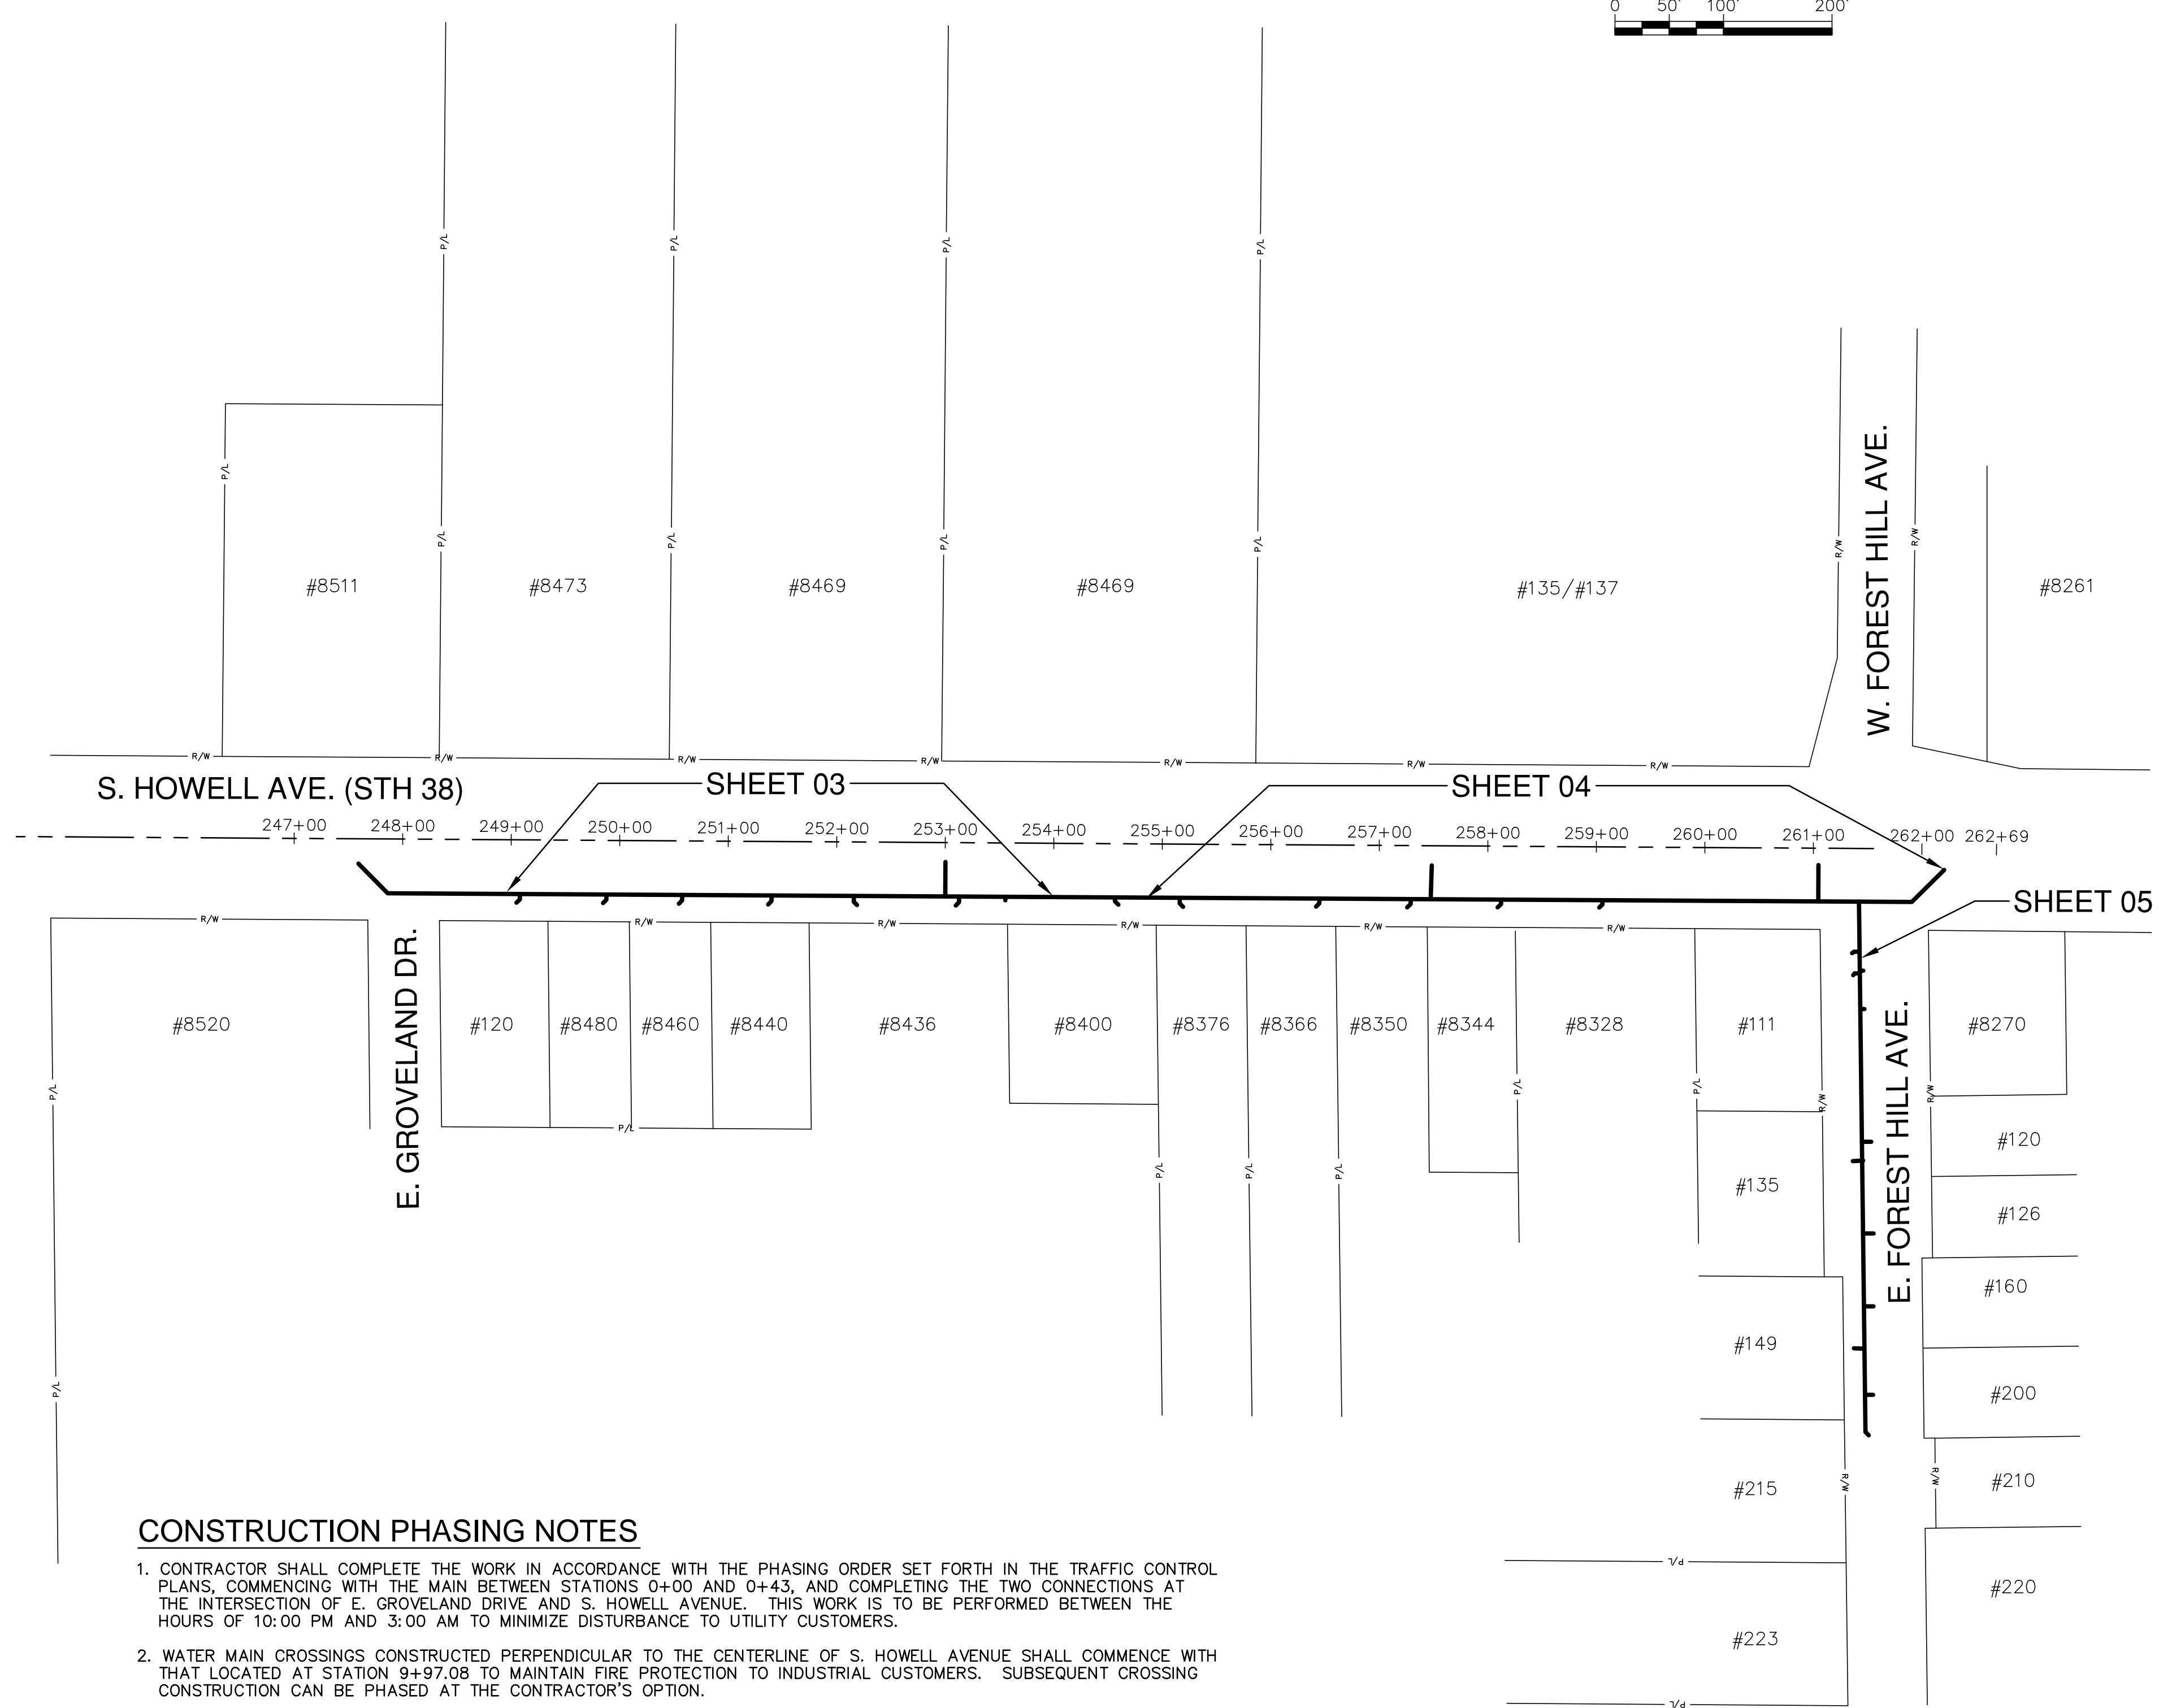 0 50' 100' 200'
P/L P/L P/L P/L
P/L
W. FOREST HILL AVE.
R/W R/W
P/L P/L P/L P/L
#8511 #8473 #8469 #8469 #135/#137 #8261
R/W R/W R/W R/W R/W R/W R/W
S. HOWELL AVE. (STH 38)
SHEET 03 SHEET 04
247+00 248+00 249+00 250+00 251+00 252+00 253+00 254+00 255+00 256+00 257+00 258+00 259+00 260+00 261+00 262+00 262+69
SHEET 05
R/W R/W R/W R/W R/W R/W
E. GROVELAND DR.
#8520 #120 #8480 #8460 #8440 #8436 #8400 #8376 #8366 #8350 #8344 #8328 #111 #8270
E. FOREST HILL AVE.
P/L P/L P/L R/W R/W
P/L
#120
P/L P/L P/L
#135
#126
#160
#149
P/L
#200
R/W R/W
#215 #210
P/L
#220
#223
P/L
CONSTRUCTION PHASING NOTES
1. CONTRACTOR SHALL COMPLETE THE WORK IN ACCORDANCE WITH THE PHASING ORDER SET FORTH IN THE TRAFFIC CONTROL
PLANS, COMMENCING WITH THE MAIN BETWEEN STATIONS 0+00 AND 0+43, AND COMPLETING THE TWO CONNECTIONS AT
THE INTERSECTION OF E. GROVELAND DRIVE AND S. HOWELL AVENUE. THIS WORK IS TO BE PERFORMED BETWEEN THE
HOURS OF 10:00 PM AND 3:00 AM TO MINIMIZE DISTURBANCE TO UTILITY CUSTOMERS.
2. WATER MAIN CROSSINGS CONSTRUCTED PERPENDICULAR TO THE CENTERLINE OF S. HOWELL AVENUE SHALL COMMENCE WITH
THAT LOCATED AT STATION 9+97.08 TO MAINTAIN FIRE PROTECTION TO INDUSTRIAL CUSTOMERS. SUBSEQUENT CROSSING
CONSTRUCTION CAN BE PHASED AT THE CONTRACTOR'S OPTION.